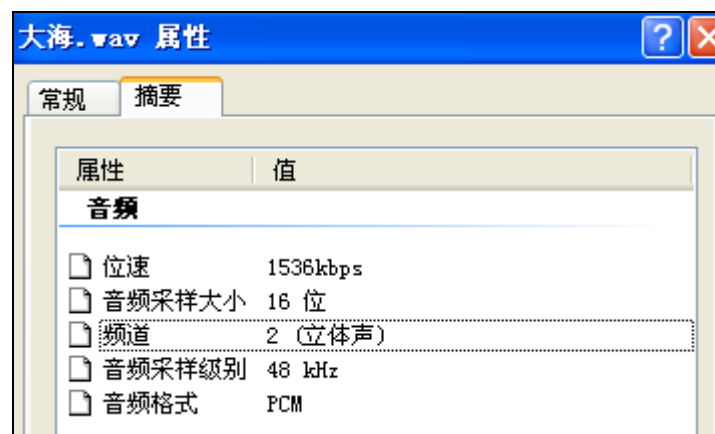 大海.wav 属性
常规 摘要
属性 值
音频
位速 1536kbps
音频采样大小 16 位
频道 2 (立体声)
音频采样级别 48 kHz
音频格式 PCM